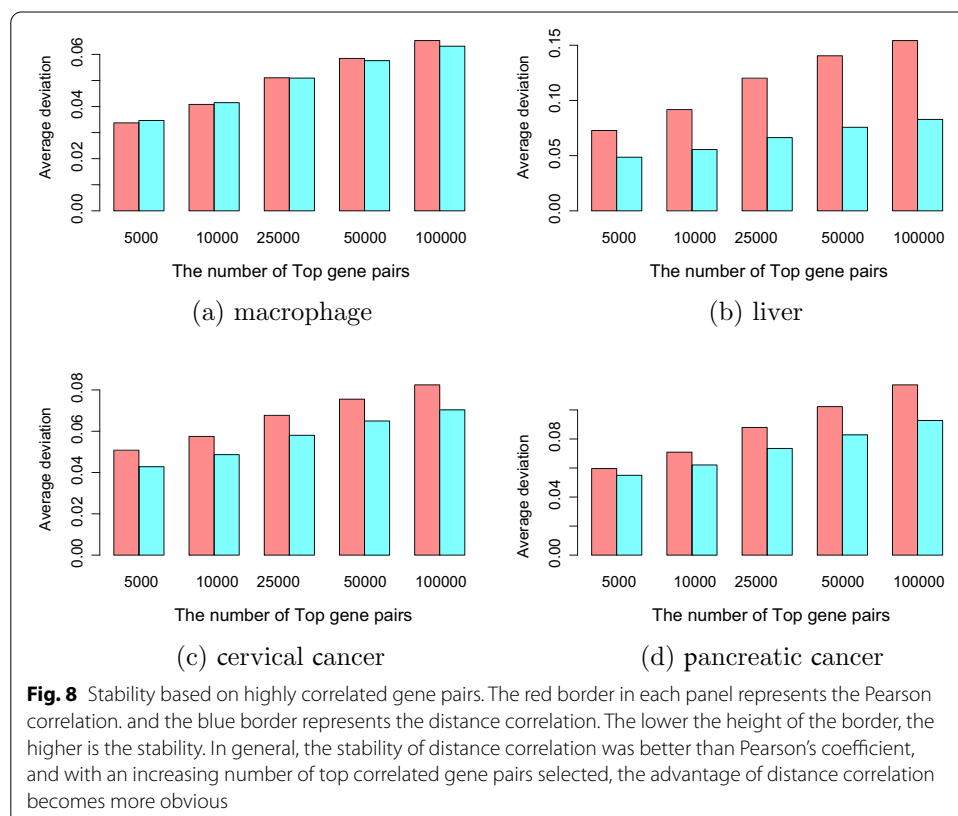 Average deviation
0.00 0.02 0.04 0.06
5000 10000 25000 50000 100000
The number of Top gene pairs
(a) macrophage
Average deviation
0.00 0.05 0.10 0.15
5000 10000 25000 50000 100000
The number of Top gene pairs
(b) liver
Average deviation
0.00 0.02 0.04 0.06 0.08
5000 10000 25000 50000 100000
The number of Top gene pairs
(c) cervical cancer
Average deviation
0.00 0.04 0.08
5000 10000 25000 50000 100000
The number of Top gene pairs
(d) pancreatic cancer
Fig. 8 Stability based on highly correlated gene pairs. The red border in each panel represents the Pearson
correlation. and the blue border represents the distance correlation. The lower the height of the border, the
higher is the stability. In general, the stability of distance correlation was better than Pearson's coefficient,
and with an increasing number of top correlated gene pairs selected, the advantage of distance correlation
becomes more obvious